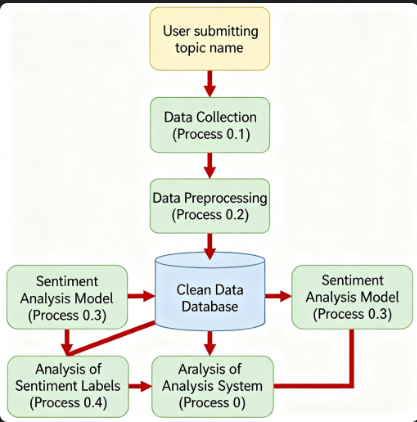 User submitting
topic name
Data Collection
(Process 0.1)
Data Preprocessing
(Process 0.2)
Clean Data
Database
Sentiment
Analysis Model
(Process 0.3)
Sentiment
Analysis Model
(Process 0.3)
Analysis of
Sentiment Labels
(Process 0.4)
Aralysis of
Analysis System
(Process 0)